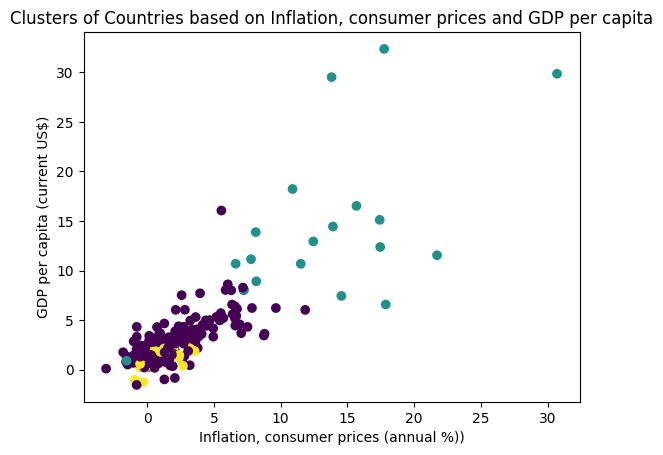 Clusters of Countries based on Inflation, consumer prices and GDP per capita
30
25
20
15
10
5
0
GDP per capita (current US$)
0 5 10 15 20 25 30
Inflation, consumer prices (annual %))